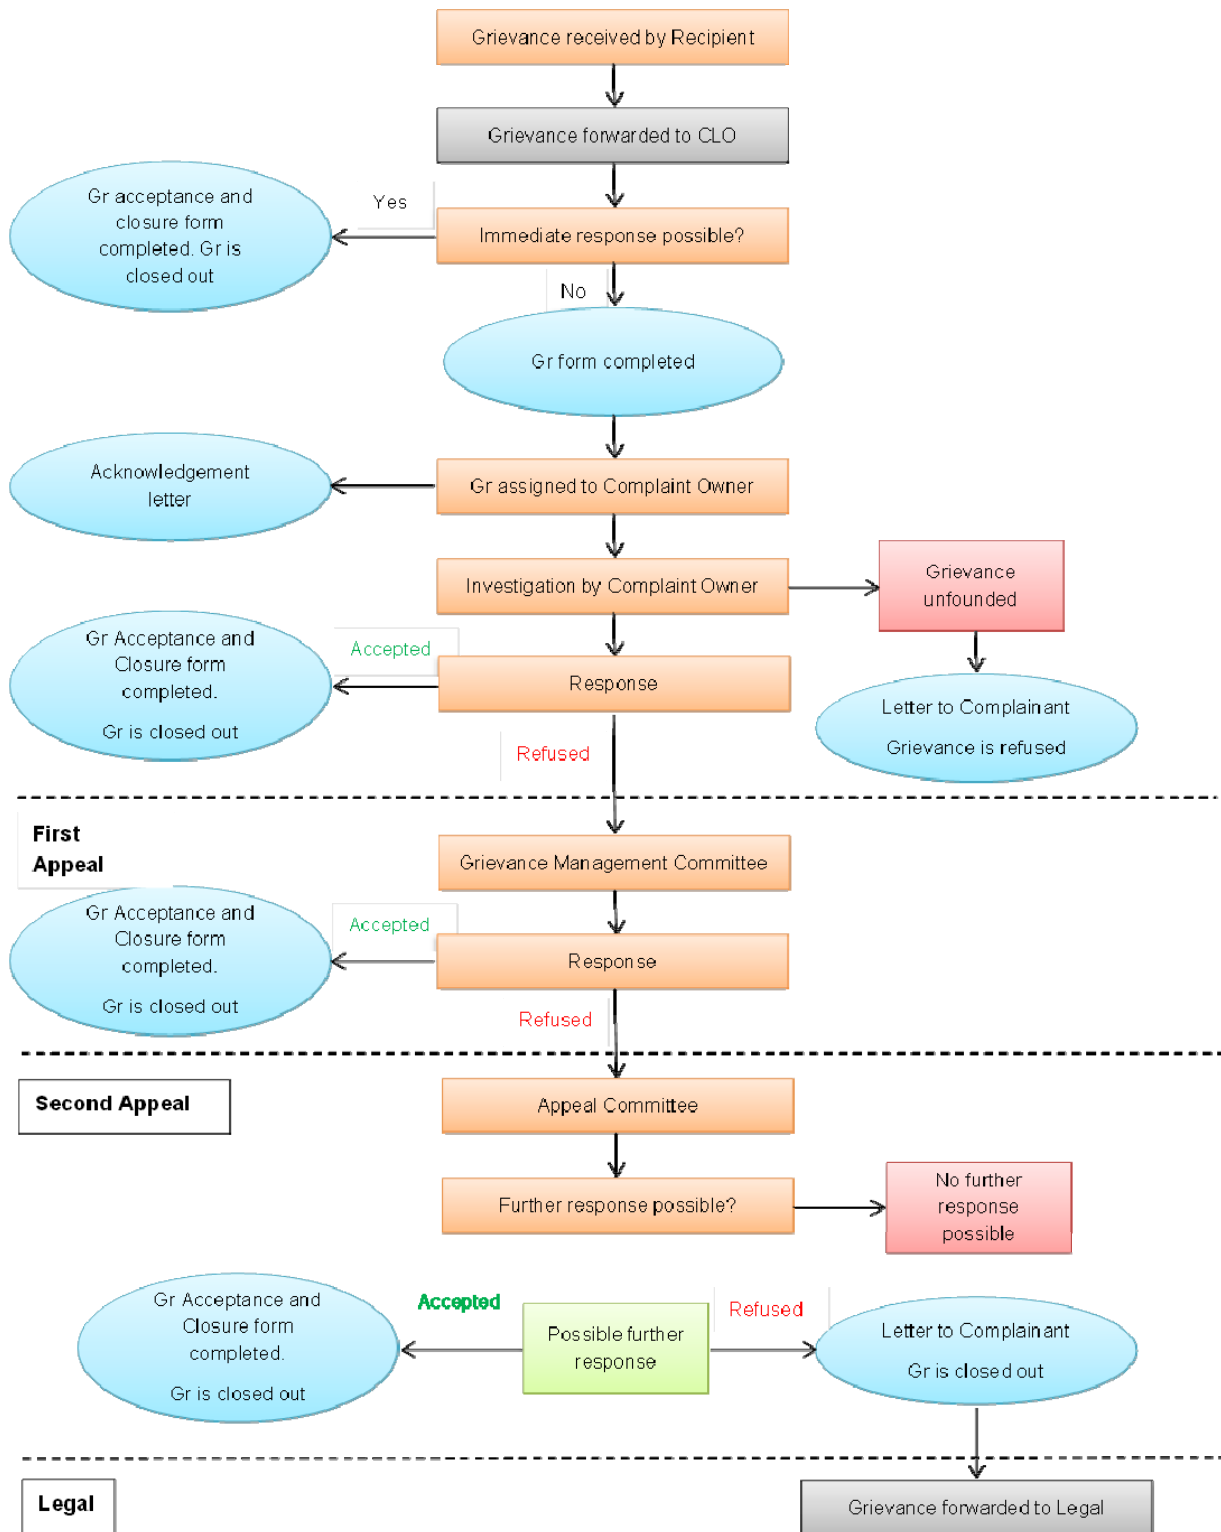 Grievance received by Recipient
Grievance forwarded to CLO
Gr acceptance and
closure form
completed. Gr is
closed out
Yes
Immediate response possible?
No
Gr form completed
Acknowledgement
letter
Gr assigned to Complaint Owner
Investigation by Complaint Owner
Grievance
unfounded
Gr Acceptance and
Closure form
completed.
Gr is closed out
Accepted
Response
Letter to Complainant
Grievance is refused
Refused
First
Appeal
Grievance Management Committee
Gr Acceptance and
Closure form
completed.
Gr is closed out
Accepted
Response
Refused
Second Appeal
Appeal Committee
Further response possible?
No further
response
possible
Gr Acceptance and
Closure form
completed.
Gr is closed out
Accepted
Possible further
response
Refused
Letter to Complainant
Gr is closed out
Legal
Grievance forwarded to Legal